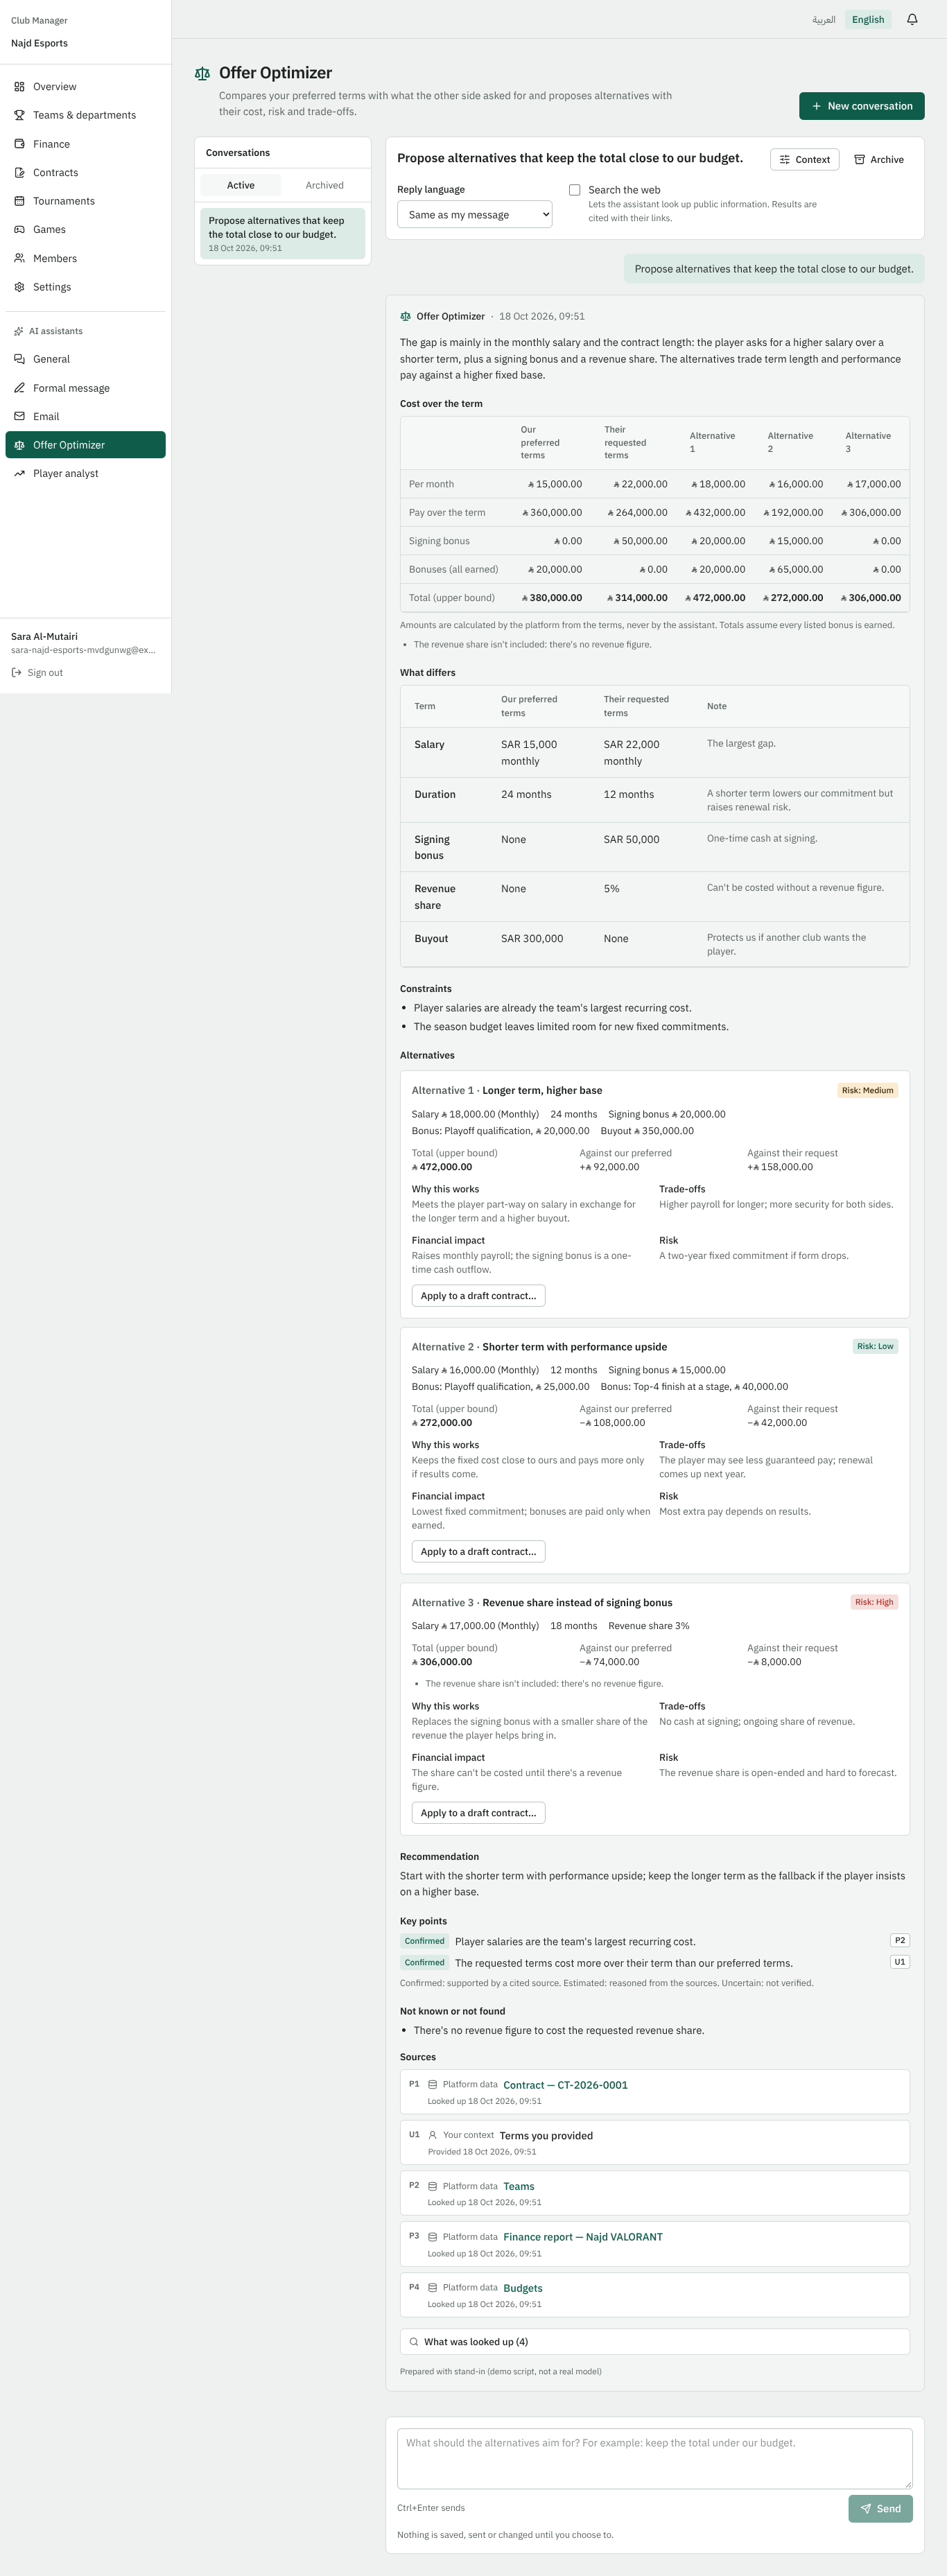 Club Manager
Najd Esports
Overview
Teams & departments
Finance
Contracts
Tournaments
Games
Members
Settings
AI assistants
General
Formal message
Email
Offer Optimizer
Player analyst
Sara Al-Mutairi
sara-najd-esports-mvdgunwg@ex...
Sign out
العربية
English
Offer Optimizer
Compares your preferred terms with what the other side asked for and proposes alternatives with
their cost, risk and trade-offs.
New conversation
Conversations
Active Archived
Propose alternatives that keep
the total close to our budget.
18 Oct 2026, 09:51
Propose alternatives that keep the total close to our budget.
Context
Archive
Reply language
Same as my message
Search the web
Lets the assistant look up public information. Results are
cited with their links.
Propose alternatives that keep the total close to our budget.
Offer Optimizer · 18 Oct 2026, 09:51
The gap is mainly in the monthly salary and the contract length: the player asks for a higher salary over a
shorter term, plus a signing bonus and a revenue share. The alternatives trade term length and performance
pay against a higher fixed base.
Cost over the term
Our preferred terms Their requested terms Alternative 1 Alternative 2 Alternative 3
Per month ⃁ 15,000.00 ⃁ 22,000.00 ⃁ 18,000.00 ⃁ 16,000.00 ⃁ 17,000.00
Pay over the term ⃁ 360,000.00 ⃁ 264,000.00 ⃁ 432,000.00 ⃁ 192,000.00 ⃁ 306,000.00
Signing bonus ⃁ 0.00 ⃁ 50,000.00 ⃁ 20,000.00 ⃁ 15,000.00 ⃁ 0.00
Bonuses (all earned) ⃁ 20,000.00 ⃁ 0.00 ⃁ 20,000.00 ⃁ 65,000.00 ⃁ 0.00
Total (upper bound) ⃁ 380,000.00 ⃁ 314,000.00 ⃁ 472,000.00 ⃁ 272,000.00 ⃁ 306,000.00
Amounts are calculated by the platform from the terms, never by the assistant. Totals assume every listed bonus is earned.
• The revenue share isn't included: there's no revenue figure.
What differs
Term Our preferred terms Their requested terms Note
Salary SAR 15,000 monthly SAR 22,000 monthly The largest gap.
Duration 24 months 12 months A shorter term lowers our commitment but raises renewal risk.
Signing bonus None SAR 50,000 One-time cash at signing.
Revenue share None 5% Can't be costed without a revenue figure.
Buyout SAR 300,000 None Protects us if another club wants the player.
Constraints
• Player salaries are already the team's largest recurring cost.
• The season budget leaves limited room for new fixed commitments.
Alternatives
Alternative 1 · Longer term, higher base
Risk: Medium
Salary ⃁ 18,000.00 (Monthly) 24 months Signing bonus ⃁ 20,000.00
Bonus: Playoff qualification, ⃁ 20,000.00 Buyout ⃁ 350,000.00
Total (upper bound) Against our preferred Against their request
⃁ 472,000.00 +⃁ 92,000.00 +⃁ 158,000.00
Why this works
Meets the player part-way on salary in exchange for
the longer term and a higher buyout.
Trade-offs
Higher payroll for longer; more security for both sides.
Financial impact
Raises monthly payroll; the signing bonus is a one-
time cash outflow.
Risk
A two-year fixed commitment if form drops.
Apply to a draft contract...
Alternative 2 · Shorter term with performance upside
Risk: Low
Salary ⃁ 16,000.00 (Monthly) 12 months Signing bonus ⃁ 15,000.00
Bonus: Playoff qualification, ⃁ 25,000.00 Bonus: Top-4 finish at a stage, ⃁ 40,000.00
Total (upper bound) Against our preferred Against their request
⃁ 272,000.00 −⃁ 108,000.00 −⃁ 42,000.00
Why this works
Keeps the fixed cost close to ours and pays more only
if results come.
Trade-offs
The player may see less guaranteed pay; renewal
comes up next year.
Financial impact
Lowest fixed commitment; bonuses are paid only when
earned.
Risk
Most extra pay depends on results.
Apply to a draft contract...
Alternative 3 · Revenue share instead of signing bonus
Risk: High
Salary ⃁ 17,000.00 (Monthly) 18 months Revenue share 3%
Total (upper bound) Against our preferred Against their request
⃁ 306,000.00 −⃁ 74,000.00 −⃁ 8,000.00
• The revenue share isn't included: there's no revenue figure.
Why this works
Replaces the signing bonus with a smaller share of the
revenue the player helps bring in.
Trade-offs
No cash at signing; ongoing share of revenue.
Financial impact
The share can't be costed until there's a revenue
figure.
Risk
The revenue share is open-ended and hard to forecast.
Apply to a draft contract...
Recommendation
Start with the shorter term with performance upside; keep the longer term as the fallback if the player insists
on a higher base.
Key points
Confirmed Player salaries are the team's largest recurring cost. P2
Confirmed The requested terms cost more over their term than our preferred terms. U1
Confirmed: supported by a cited source. Estimated: reasoned from the sources. Uncertain: not verified.
Not known or not found
• There's no revenue figure to cost the requested revenue share.
Sources
P1 Platform data Contract — CT-2026-0001
Looked up 18 Oct 2026, 09:51
U1 Your context Terms you provided
Provided 18 Oct 2026, 09:51
P2 Platform data Teams
Looked up 18 Oct 2026, 09:51
P3 Platform data Finance report — Najd VALORANT
Looked up 18 Oct 2026, 09:51
P4 Platform data Budgets
Looked up 18 Oct 2026, 09:51
What was looked up (4)
Prepared with stand-in (demo script, not a real model)
What should the alternatives aim for? For example: keep the total under our budget.
Ctrl+Enter sends
Send
Nothing is saved, sent or changed until you choose to.